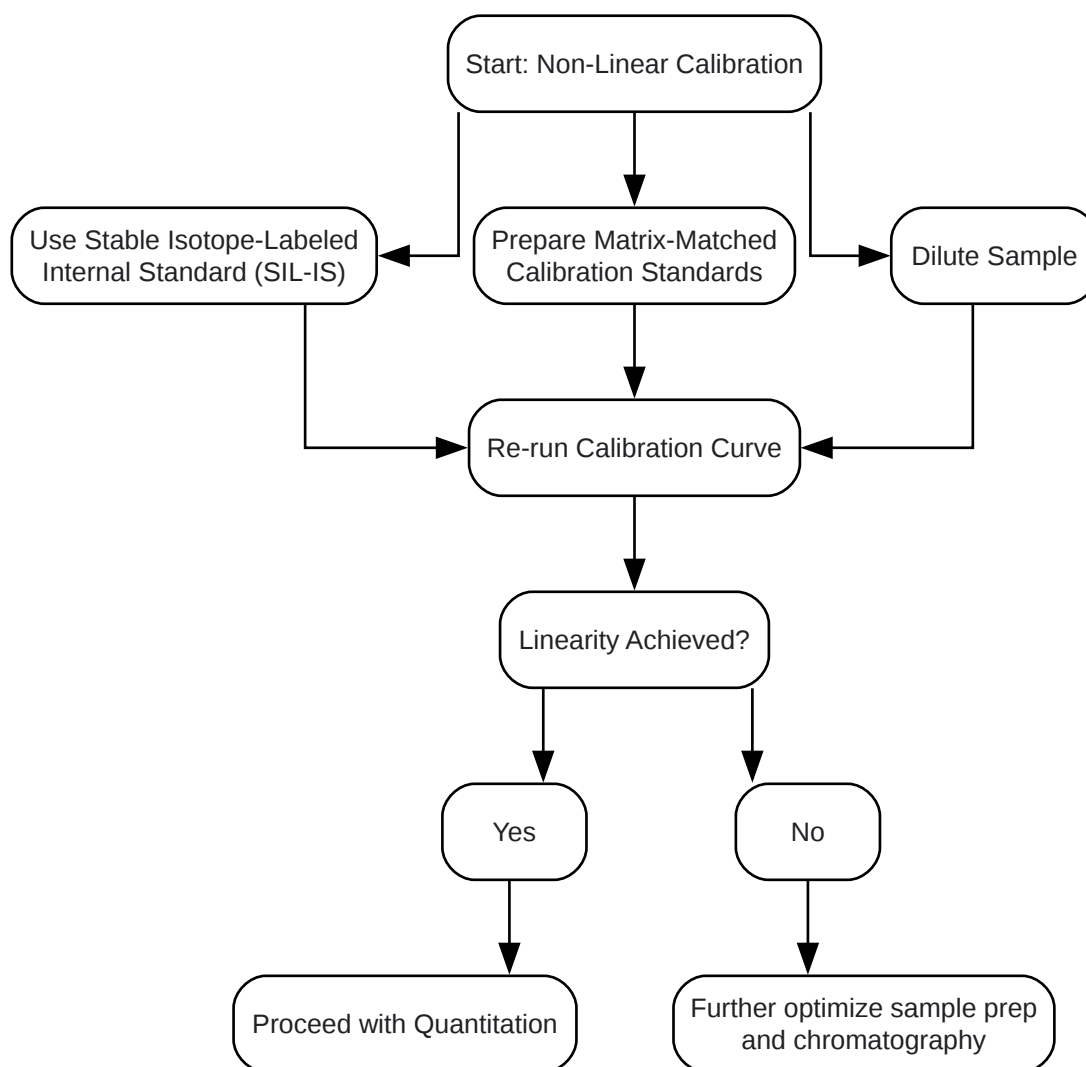 Start: Non-Linear Calibration
Use Stable Isotope-Labeled
Internal Standard (SIL-IS)
Prepare Matrix-Matched
Calibration Standards
Dilute Sample
Re-run Calibration Curve
Linearity Achieved?
Yes
No
Proceed with Quantitation
Further optimize sample prep
and chromatography